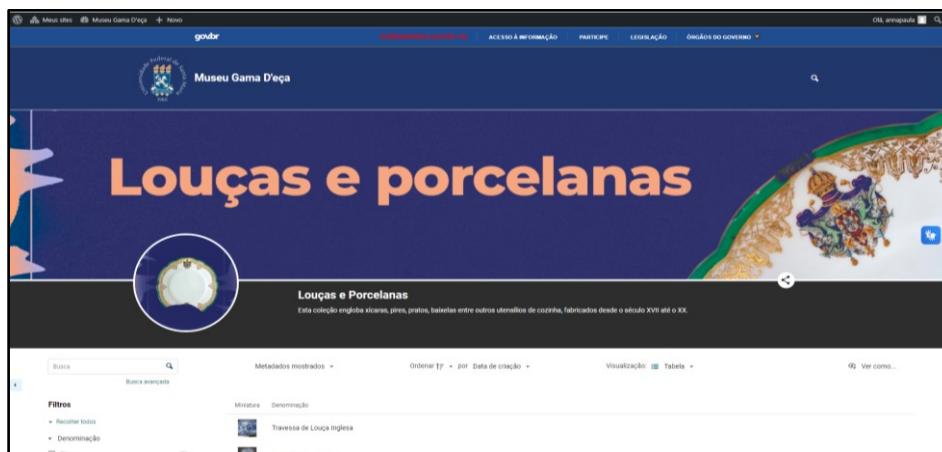 Meus sites Museu Gama D'eça + Novo Olá, annapaula
govbr ACESSO À INFORMAÇÃO PARTICIPE LEGISLAÇÃO ÓRGÃOS DO GOVERNO
Museu Gama D'eça
Louças e porcelanas
Louças e Porcelanas
Esta coleção engloba xícaras, pires, pratos, baixelas entre outros utensílios de cozinha, fabricados desde o século XVII até o XX.
Busca Metadados mostrados Ordenar por Data de criação Visualização: Tabela Ver como...
Busca avançada
Filtros Miniatura Denominação
Recolher todos Travessa de Louça Inglesa
Denominação